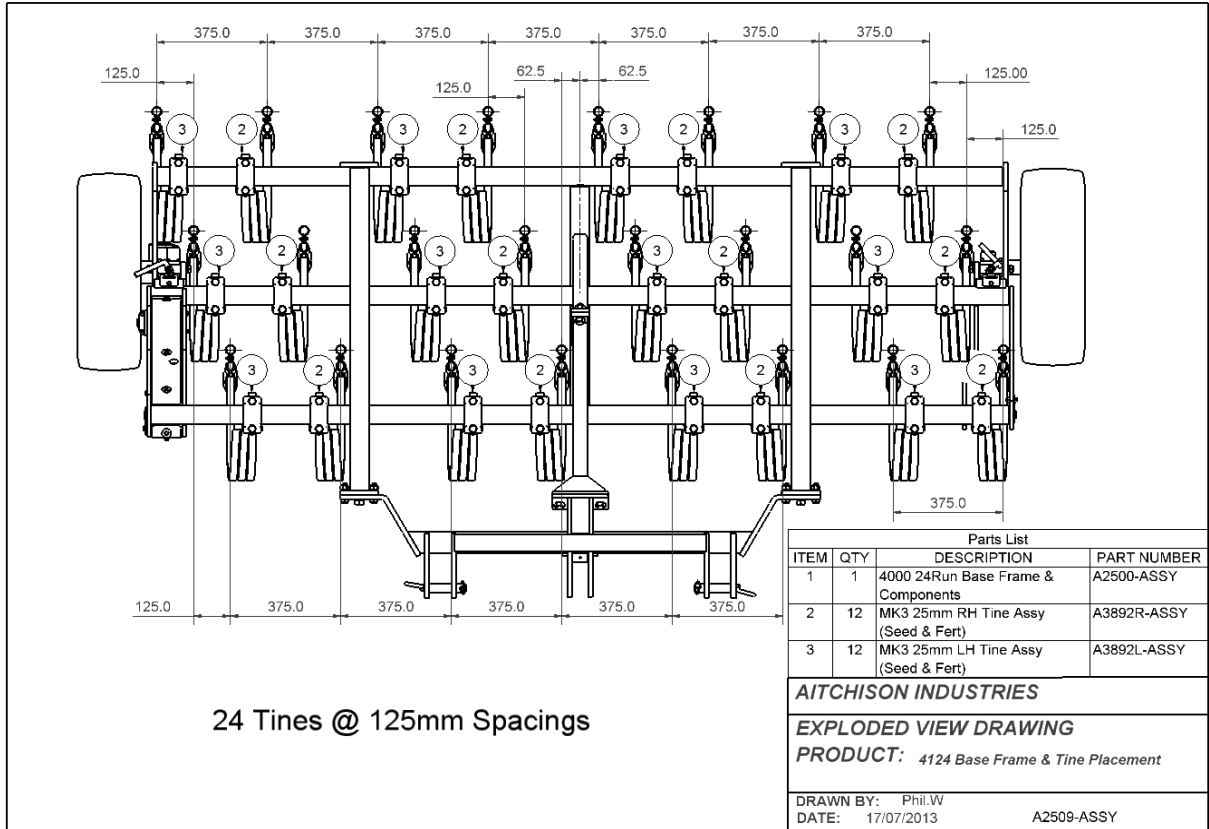 375.0 375.0 375.0 375.0 375.0 375.0 375.0
125.0 62.5 62.5 125.00
125.0 125.0
3 2 3 2 3 2 3 2
3 2 3 2 3 2 3 2
3 2 3 2 3 2 3 2
375.0
125.0 375.0 375.0 375.0 375.0 375.0
24 Tines @ 125mm Spacings
Parts List
ITEM QTY DESCRIPTION PART NUMBER
1 1 4000 24Run Base Frame & A2500-ASSY
Components
2 12 MK3 25mm RH Tine Assy A3892R-ASSY
(Seed & Fert)
3 12 MK3 25mm LH Tine Assy A3892L-ASSY
(Seed & Fert)
AITCHISON INDUSTRIES
EXPLODED VIEW DRAWING
PRODUCT: 4124 Base Frame & Tine Placement
DRAWN BY: Phil.W
DATE: 17/07/2013 A2509-ASSY